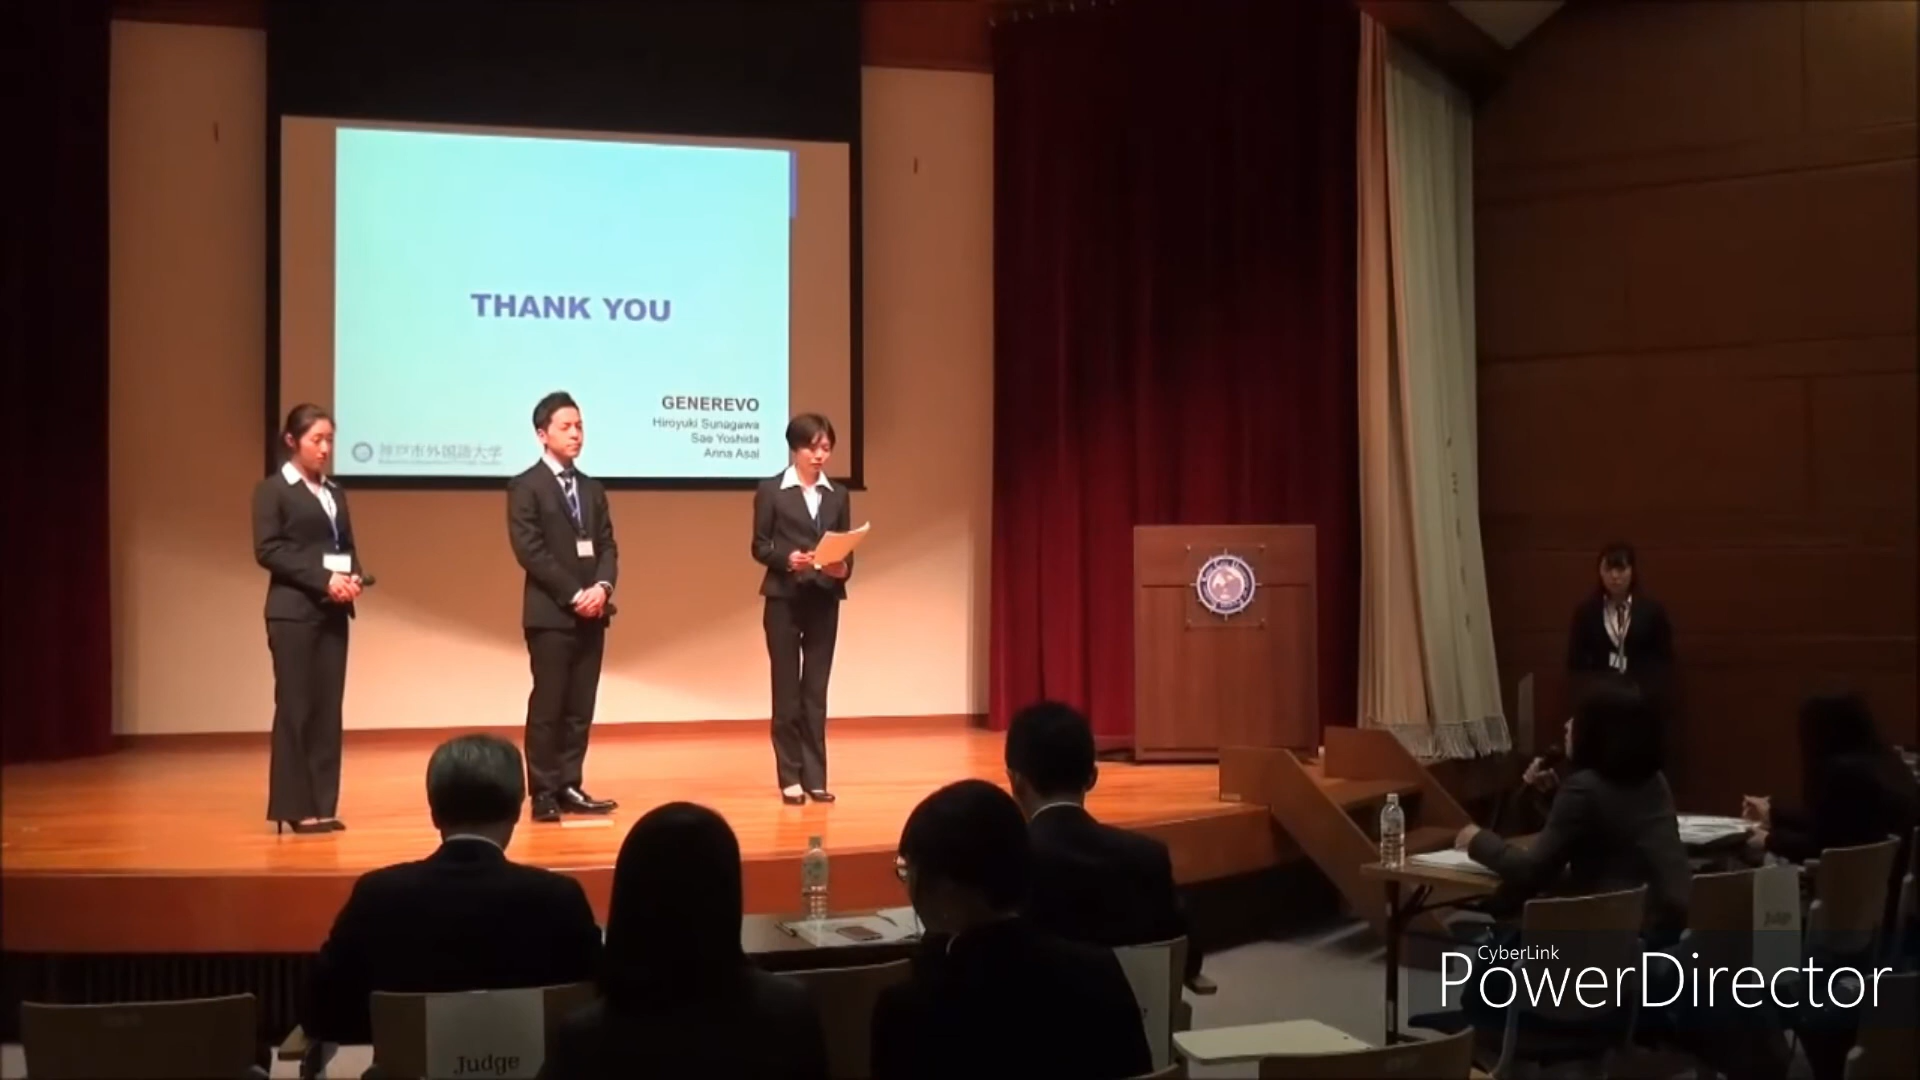 THANK YOU
GENEREVO
Hiroyuki Sunagawa
Sae Yoshida
Anna Asai
神戸市外国語大学
Judge
CyberLink
PowerDirector